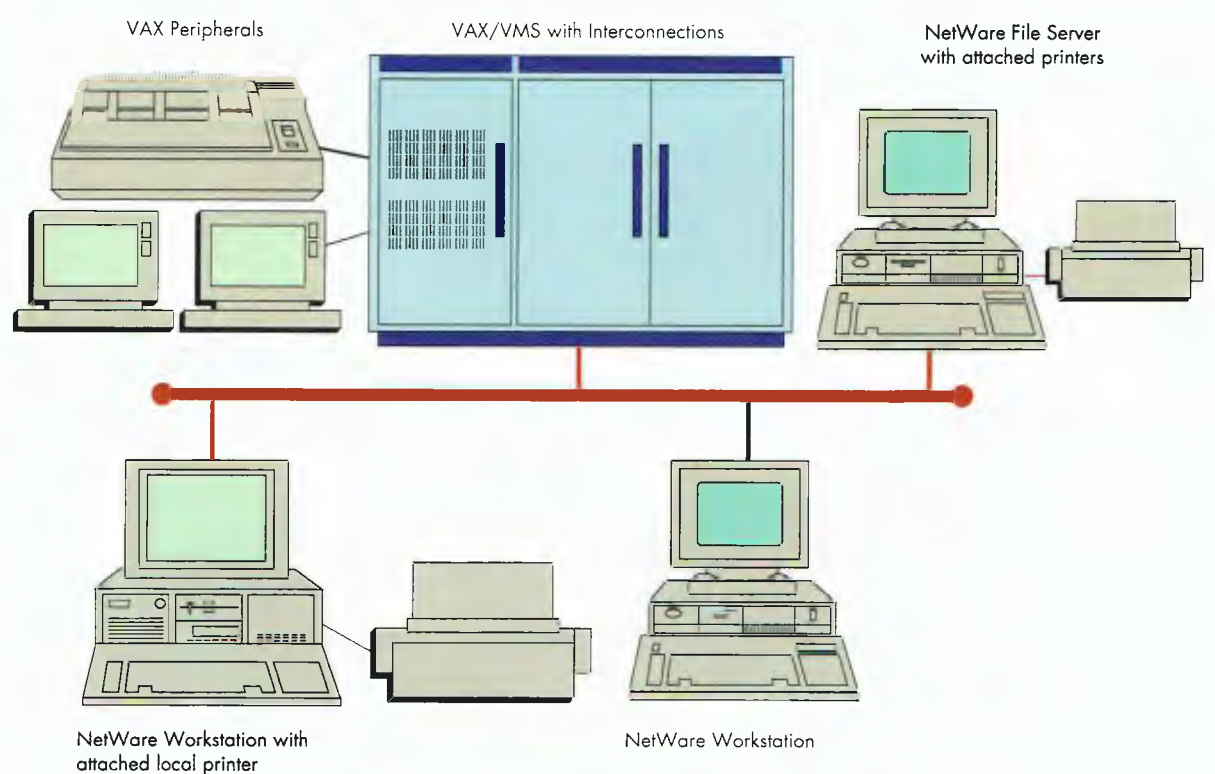 VAX Peripherals
VAX/VMS with Interconnections
NetWare File Server
with attached printers
NetWare Workstation with
attached local printer
NetWare Workstation